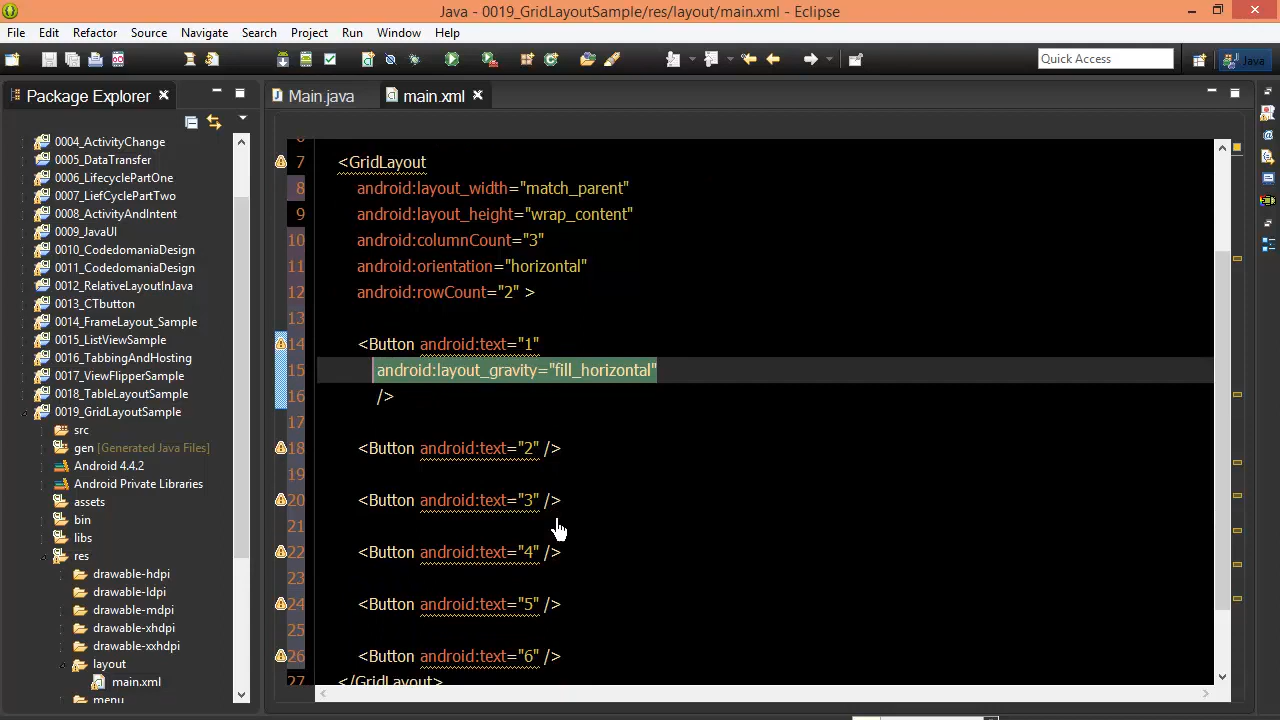 Java - 0019_GridLayoutSample/res/layout/main.xml - Eclipse
File Edit Refactor Source Navigate Search Project Run Window Help
Quick Access
Java
Package Explorer
Main.java
main.xml
0004_ActivityChange
0005_DataTransfer
0006_LifecyclePartOne
0007_LiefCyclePartTwo
0008_ActivityAndIntent
0009_JavaUI
0010_CodedomaniaDesign
0011_CodedomaniaDesign
0012_RelativeLayoutInJava
0013_CTbutton
0014_FrameLayout_Sample
0015_ListViewSample
0016_TabbingAndHosting
0017_ViewFlipperSample
0018_TableLayoutSample
0019_GridLayoutSample
src
gen [Generated Java Files]
Android 4.4.2
Android Private Libraries
assets
bin
libs
res
drawable-hdpi
drawable-ldpi
drawable-mdpi
drawable-xhdpi
drawable-xxhdpi
layout
main.xml
menu
6
7 <GridLayout
8 android:layout_width="match_parent"
9 android:layout_height="wrap_content"
10 android:columnCount="3"
11 android:orientation="horizontal"
12 android:rowCount="2" >
13
14 <Button android:text="1"
15 android:layout_gravity="fill_horizontal"
16 />
17
18 <Button android:text="2" />
19
20 <Button android:text="3" />
21
22 <Button android:text="4" />
23
24 <Button android:text="5" />
25
26 <Button android:text="6" />
27 </GridLayout>